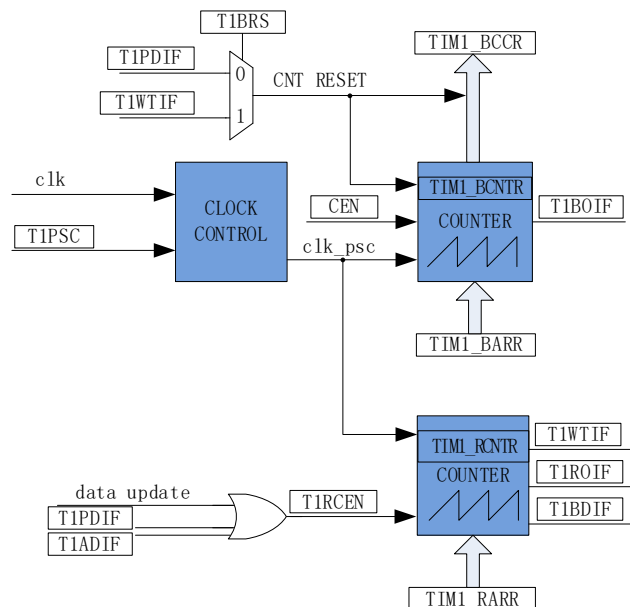 T1BRS
T1PDIF
0
TIM1_BCCR
CNT RESET
T1WTIF
1
clk
CLOCK
CONTROL
T1PSC
clk_psc
TIM1_BCNTR
CEN
COUNTER
T1BOIF
TIM1_BARR
TIM1_RCNTR
T1WTIF
COUNTER
T1ROIF
T1BDIF
data update
T1PDIF
T1ADIF
T1RCEN
TIM1_RARR